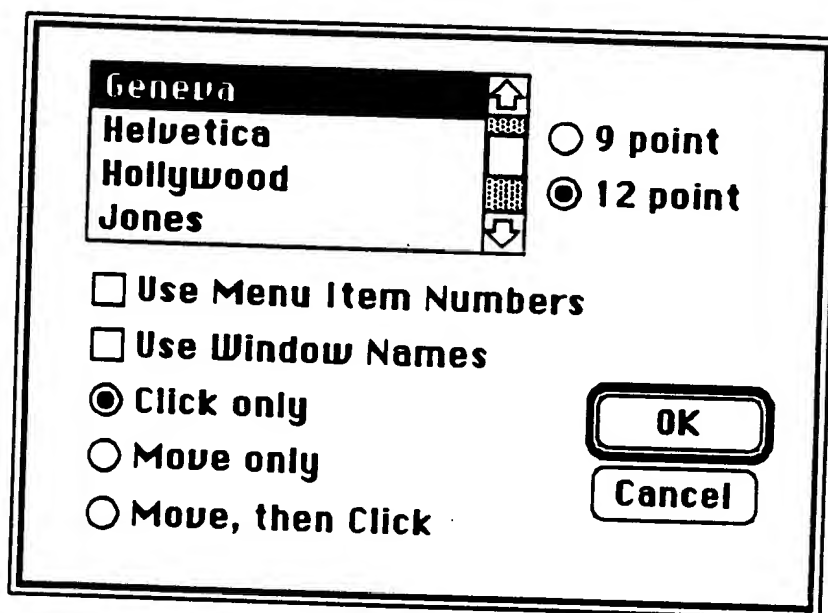 Geneva
Helvetica
Hollywood
Jones
9 point
12 point
Use Menu Item Numbers
Use Window Names
Click only
Move only
Move, then Click
OK
Cancel